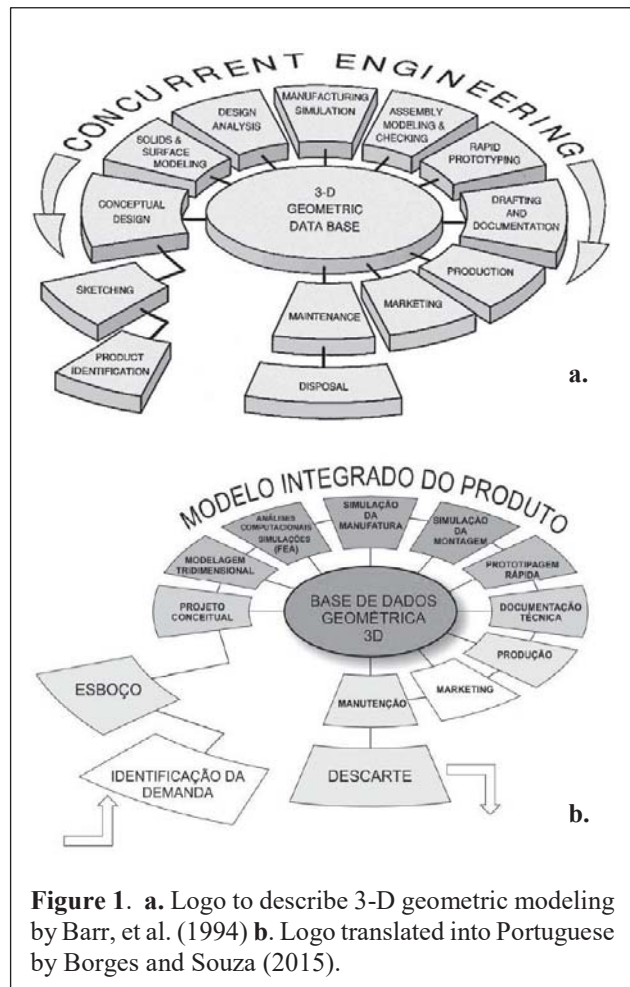 CONCURRENT ENGINEERING
MANUFACTURING
SIMULATION
DESIGN
ANALYSIS
ASSEMBLY
MODELING &
CHECKING
SOLIDS &
SURFACE
MODELING
RAPID
PROTOTYPING
CONCEPTUAL
DESIGN
3-D
GEOMETRIC
DATA BASE
DRAFTING
AND
DOCUMENTATION
SKETCHING
PRODUCTION
MAINTENANCE
MARKETING
PRODUCT
IDENTIFICATION
DISPOSAL
a.
MODELO INTEGRADO DO PRODUTO
SIMULAÇÃO
DA
MANUFATURA
ANÁLISES
COMPUTACIONAIS
SIMULAÇÕES
(FEA)
SIMULAÇÃO
DA
MONTAGEM
MODELAGEM
TRIDIMENSIONAL
PROTOTIPAGEM
RÁPIDA
PROJETO
CONCEITUAL
BASE DE DADOS
GEOMÉTRICA
3D
DOCUMENTAÇÃO
TÉCNICA
PRODUÇÃO
ESBOÇO
MANUTENÇÃO
MARKETING
IDENTIFICAÇÃO DA
DEMANDA
DESCARTE
b.
Figure 1. a. Logo to describe 3-D geometric modeling
by Barr, et al. (1994) b. Logo translated into Portuguese
by Borges and Souza (2015).